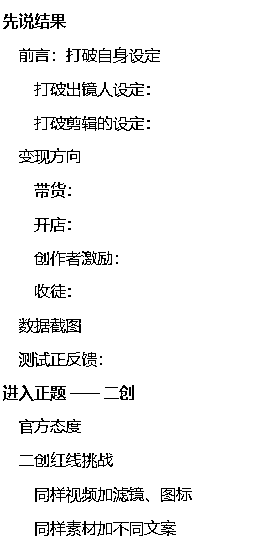 先说结果
前言：打破自身设定
打破出镜人设定：
打破剪辑的设定：
变现方向
带货：
开店：
创作者激励：
收徒：
数据截图
测试正反馈：
进入正题 —— 二创
官方态度
二创红线挑战
同样视频加滤镜、图标
同样素材加不同文案